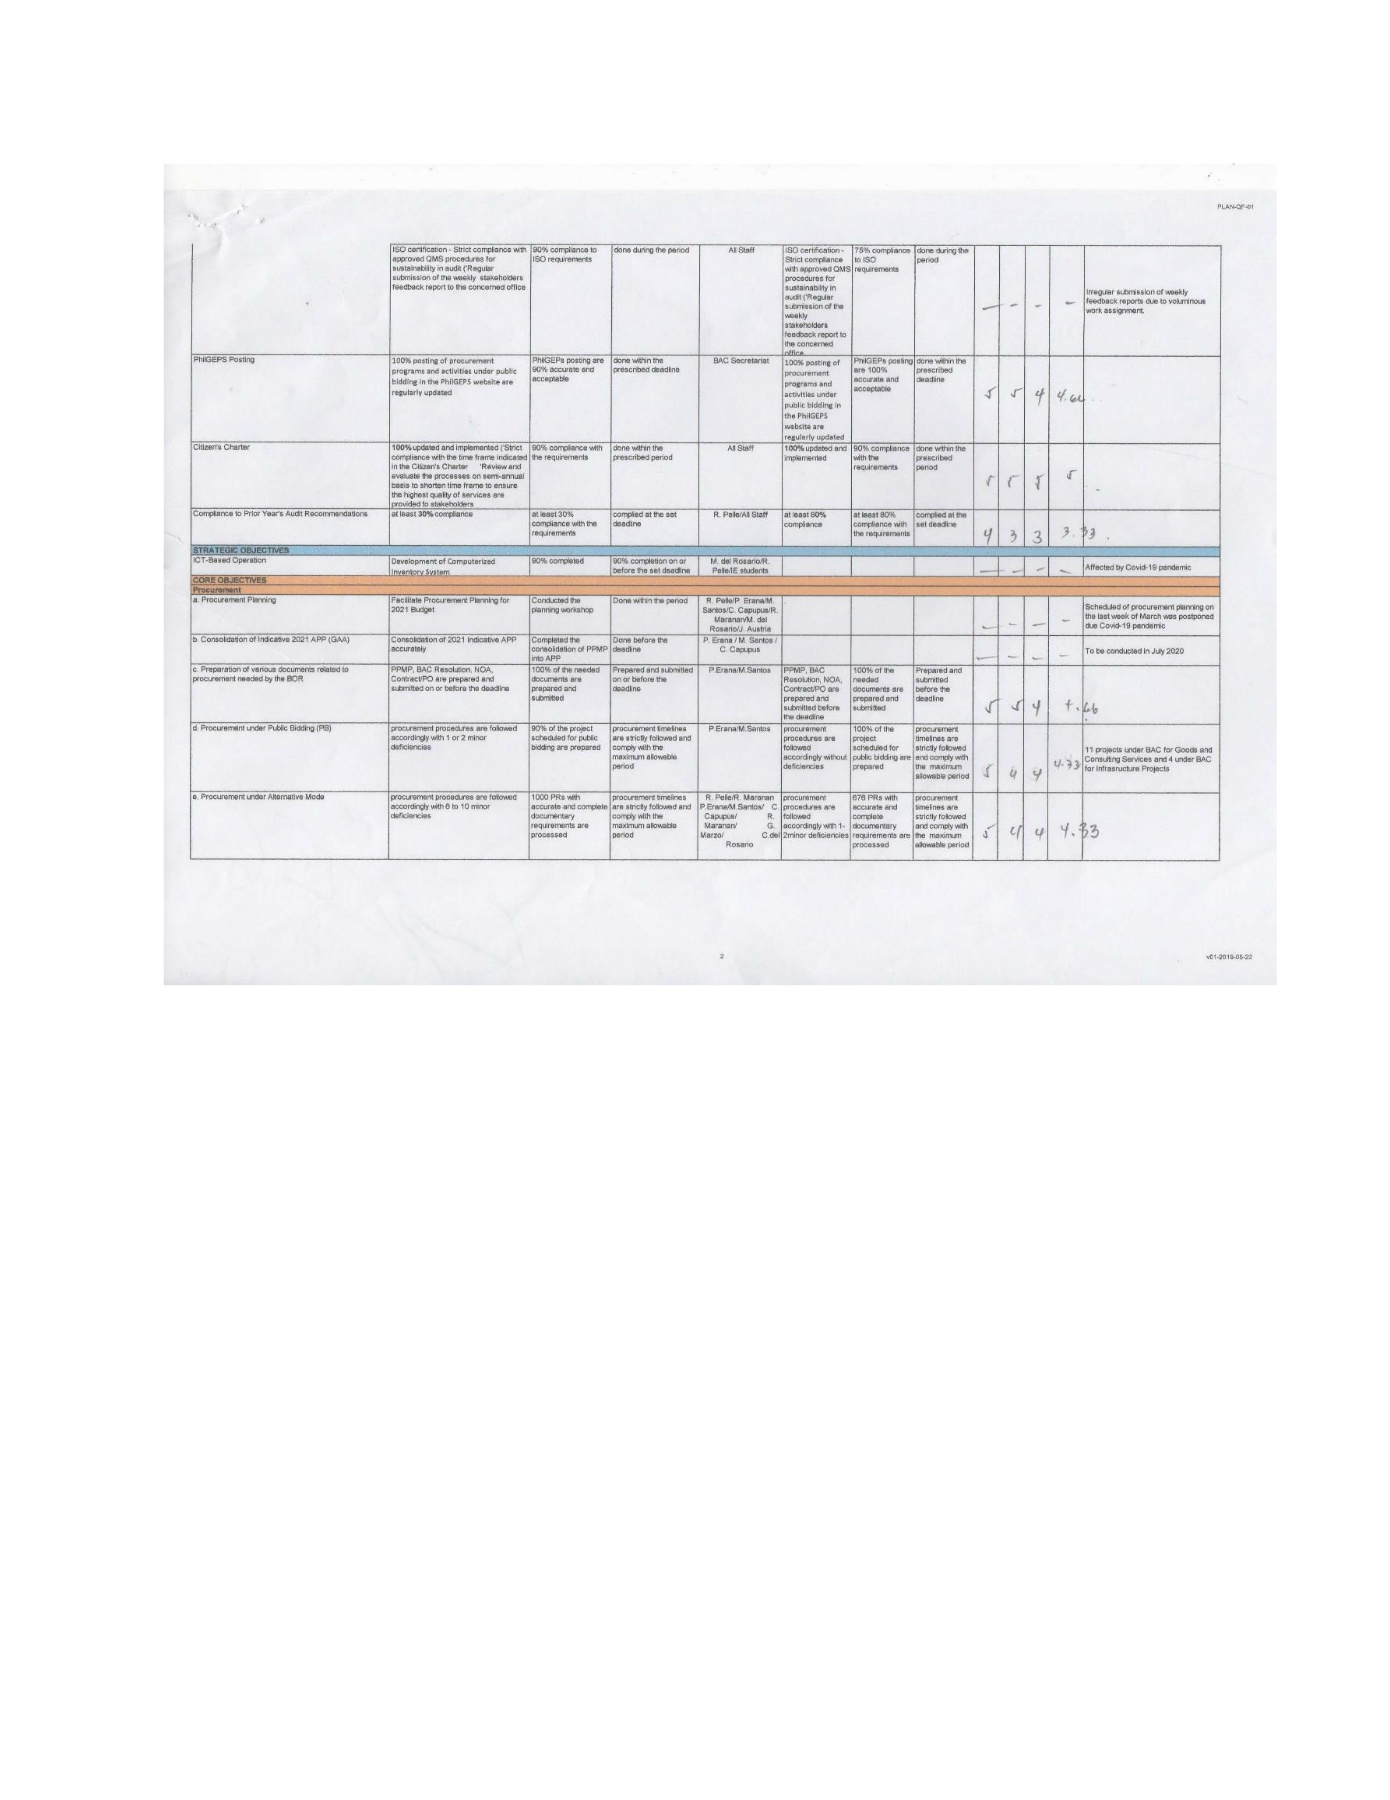 PLAN-QF-01
ISO certification - Strict compliance with
approved QMS procedures for
sustainability in audit ('Regular
submission of the weekly stakeholders
feedback report to the concerned office
90% compliance to
ISO requirements
done during the period
All Staff
ISO certification -
Strict compliance
with approved QMS
procedures for
sustainability in
audit ('Regular
submission of the
weekly
stakeholders
feedback report to
the concerned
office
75% compliance
to ISO
requirements
done during the
period
— - - -
Irregular submission of weekly
feedback reports due to voluminous
work assignment.
PhilGEPS Posting
100% posting of procurement
programs and activities under public
bidding in the PhilGEPS website are
regularly updated
PhilGEPs posting are
90% accurate and
acceptable
done within the
prescribed deadline
BAC Secretariat
100% posting of
procurement
programs and
activities under
public bidding in
the PhilGEPS
website are
regularly updated
PhilGEPs posting
are 100%
accurate and
acceptable
done within the
prescribed
deadline
5 5 4 4.66
Citizen's Charter
100% updated and implemented ('Strict
compliance with the time frame indicated
in the Citizen's Charter 'Review and
evaluate the processes on semi-annual
basis to shorten time frame to ensure
the highest quality of services are
provided to stakeholders
90% compliance with
the requirements
done within the
prescribed period
All Staff
100% updated and
implemented
90% compliance
with the
requirements
done within the
prescribed
period
5 5 5 5
Compliance to Prior Year's Audit Recommendations
at least 30% compliance
at least 30%
compliance with the
requirements
complied at the set
deadline
R. Pelle/All Staff
at least 80%
compliance
at least 80%
compliance with
the requirements
complied at the
set deadline
4 3 3 3.33
STRATEGIC OBJECTIVES
ICT-Based Operation
Development of Computerized
Inventory System
90% completed
90% completion on or
before the set deadline
M. del Rosario/R.
Pelle/IE students
— - - -
Affected by Covid-19 pandemic
CORE OBJECTIVES
Procurement
a. Procurement Planning
Facilitate Procurement Planning for
2021 Budget
Conducted the
planning workshop
Done within the period
R. Pelle/P. Erana/M.
Santos/C. Capupus/R.
Maranan/M. del
Rosario/J. Austria
— - - -
Scheduled of procurement planning on
the last week of March was postponed
due Covid-19 pandemic
b. Consolidation of Indicative 2021 APP (GAA)
Consolidation of 2021 Indicative APP
accurately
Completed the
consolidation of PPMP
into APP
Done before the
deadline
P. Erana / M. Santos /
C. Capupus
— - - -
To be conducted in July 2020
c. Preparation of various documents related to
procurement needed by the BOR
PPMP, BAC Resolution, NOA,
Contract/PO are prepared and
submitted on or before the deadline
100% of the needed
documents are
prepared and
submitted
Prepared and submitted
on or before the
deadline
P.Erana/M.Santos
PPMP, BAC
Resolution, NOA,
Contract/PO are
prepared and
submitted before
the deadline
100% of the
needed
documents are
prepared and
submitted
Prepared and
submitted
before the
deadline
5 5 4 4.66
d. Procurement under Public Bidding (PB)
procurement procedures are followed
accordingly with 1 or 2 minor
deficiencies
90% of the project
scheduled for public
bidding are prepared
procurement timelines
are strictly followed and
comply with the
maximum allowable
period
P.Erana/M.Santos
procurement
procedures are
followed
accordingly without
deficiencies
100% of the
project
scheduled for
public bidding are
prepared
procurement
timelines are
strictly followed
and comply with
the maximum
allowable period
5 4 4 4.33
11 projects under BAC for Goods and
Consulting Services and 4 under BAC
for Infrasructure Projects
e. Procurement under Alternative Mode
procurement procedures are followed
accordingly with 6 to 10 minor
deficiencies
1000 PRs with
accurate and complete
documentary
requirements are
processed
procurement timelines
are strictly followed and
comply with the
maximum allowable
period
R. Pelle/R. Maranan
P.Erana/M.Santos/ C.
Capupus/ R.
Maranan/ G.
Marzo/ C.del
Rosario
procurement
procedures are
followed
accordingly with 1-
2minor deficiencies
676 PRs with
accurate and
complete
documentary
requirements are
processed
procurement
timelines are
strictly followed
and comply with
the maximum
allowable period
5 4 4 4.33
2
v01-2018-05-22